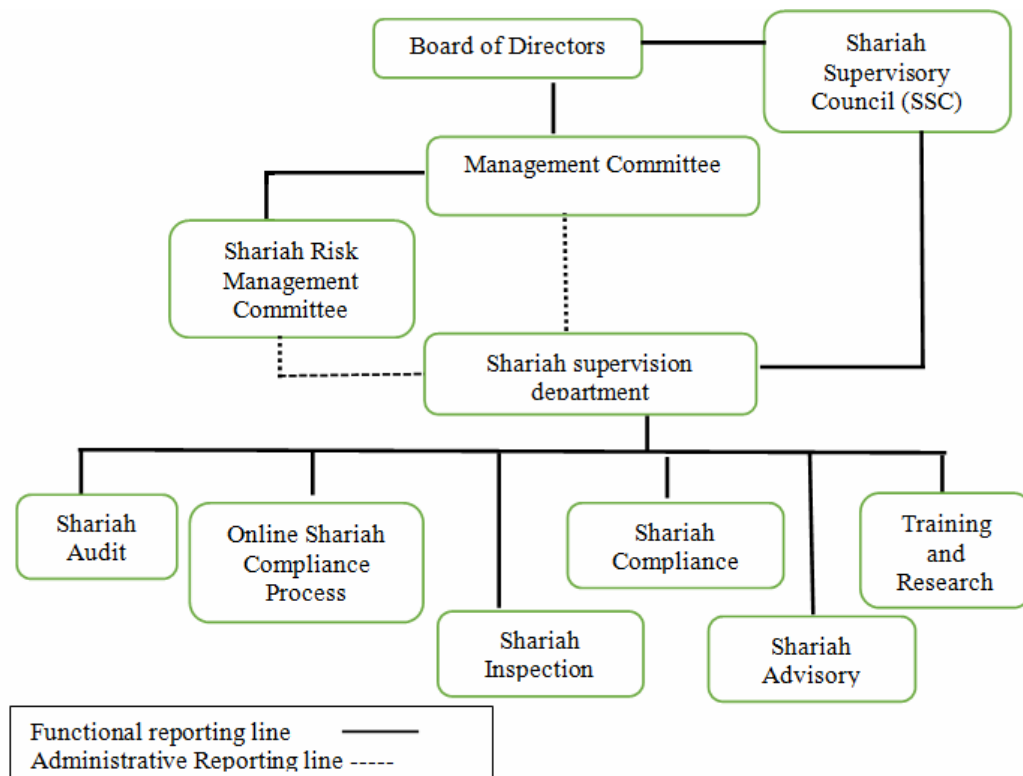 Board of Directors
Shariah
Supervisory
Council (SSC)
Management Committee
Shariah Risk
Management
Committee
Shariah supervision
department
Shariah
Audit
Online Shariah
Compliance
Process
Shariah
Inspection
Shariah
Compliance
Shariah
Advisory
Training
and
Research
Functional reporting line
Administrative Reporting line -----